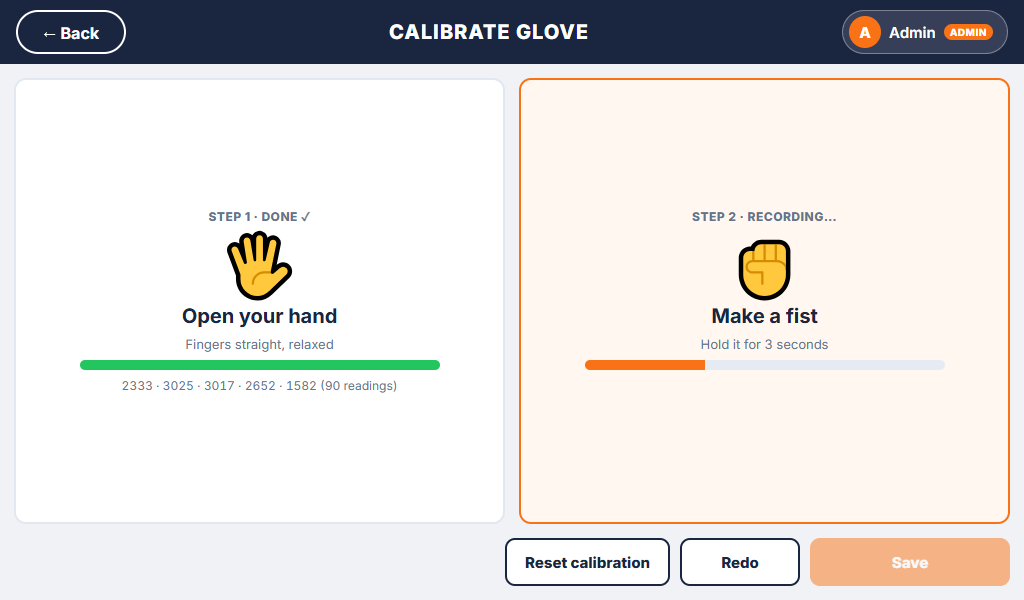 ← Back
CALIBRATE GLOVE
A
Admin
ADMIN
STEP 1 · DONE ✓
Open your hand
Fingers straight, relaxed
2333 · 3025 · 3017 · 2652 · 1582 (90 readings)
STEP 2 · RECORDING...
Make a fist
Hold it for 3 seconds
Reset calibration
Redo
Save